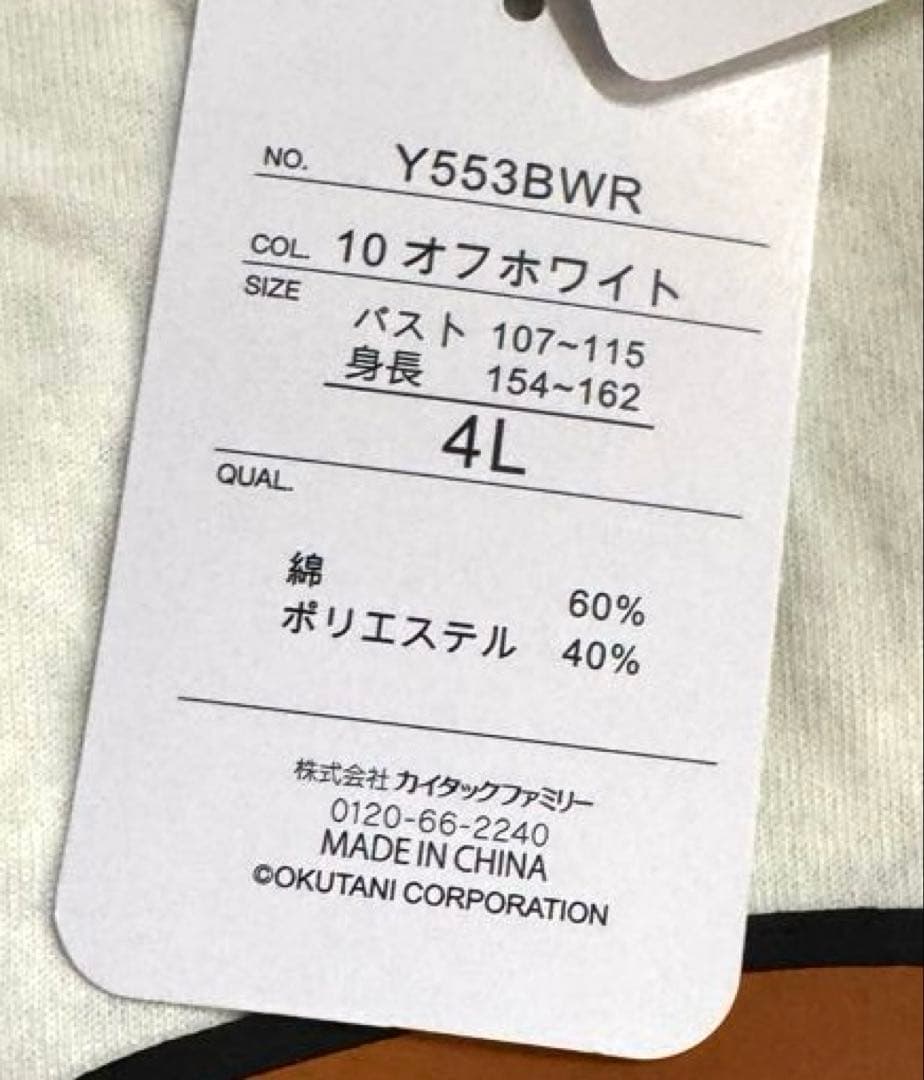 NO. Y553BWR
COL. 10 オフホワイト
SIZE
バスト 107~115
身長 154~162
4L
QUAL.
綿 60%
ポリエステル 40%
株式会社 カイタックファミリー
0120-66-2240
MADE IN CHINA
©OKUTANI CORPORATION